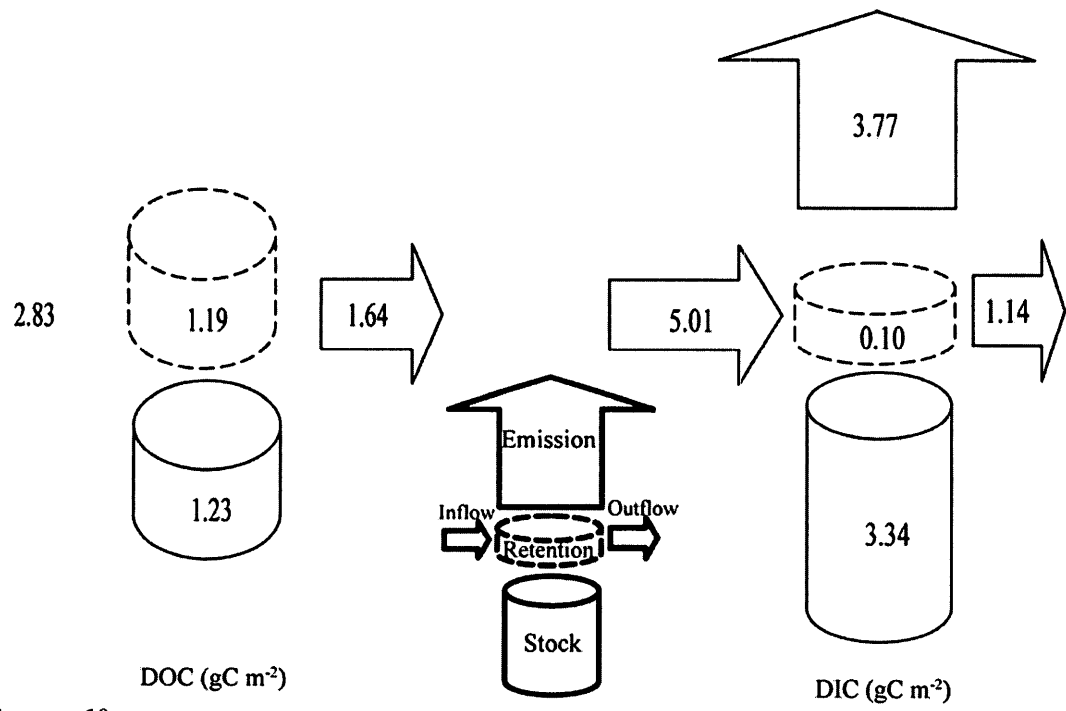 3.77
2.83
1.19
1.64
5.01
0.10
1.14
Emission
Inflow
Outflow
Retention
1.23
3.34
Stock
DOC (gC m-2)
DIC (gC m-2)